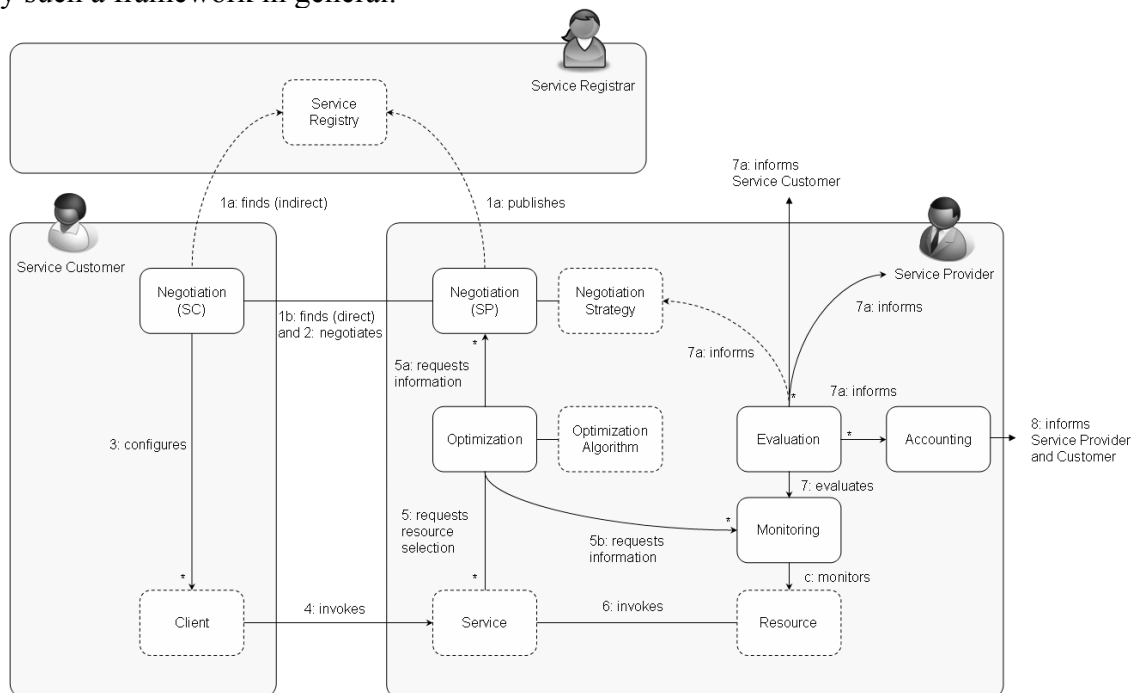 y such a framework in general.
Service Registrar
Service
Registry
7a: informs
Service Customer
1a: finds (indirect)
1a: publishes
Service Customer
Service Provider
Negotiation
(SC)
Negotiation
(SP)
Negotiation
Strategy
7a: informs
1b: finds (direct)
and 2: negotiates
*
7a: informs
5a: requests
information
7a: informs
*
3: configures
Optimization
Optimization
Algorithm
Evaluation
*
Accounting
8: informs
Service Provider
and Customer
7: evaluates
5: requests
resource
selection
*
Monitoring
5b: requests
information
*
*
c: monitors
Client
4: invokes
Service
6: invokes
Resource